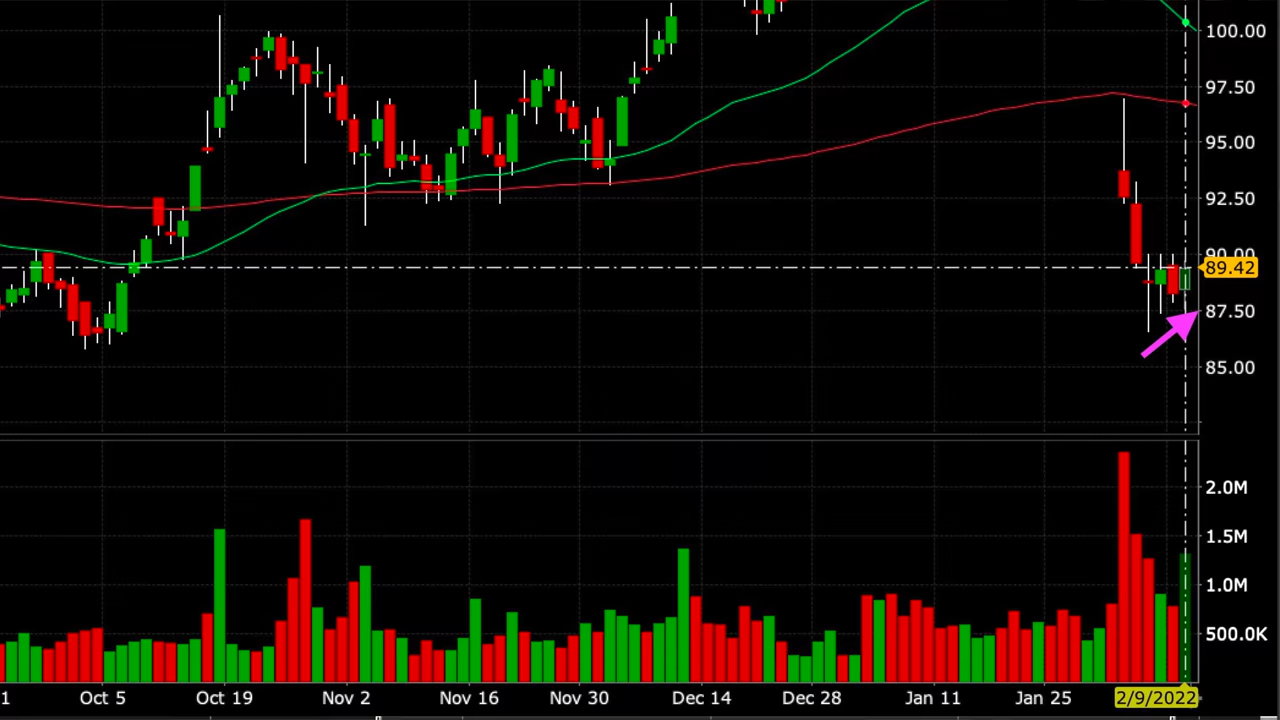 100.00
97.50
95.00
92.50
90.00
89.42
87.50
85.00
2.0M
1.5M
1.0M
500.0K
1 Oct 5 Oct 19 Nov 2 Nov 16 Nov 30 Dec 14 Dec 28 Jan 11 Jan 25 2/9/2022